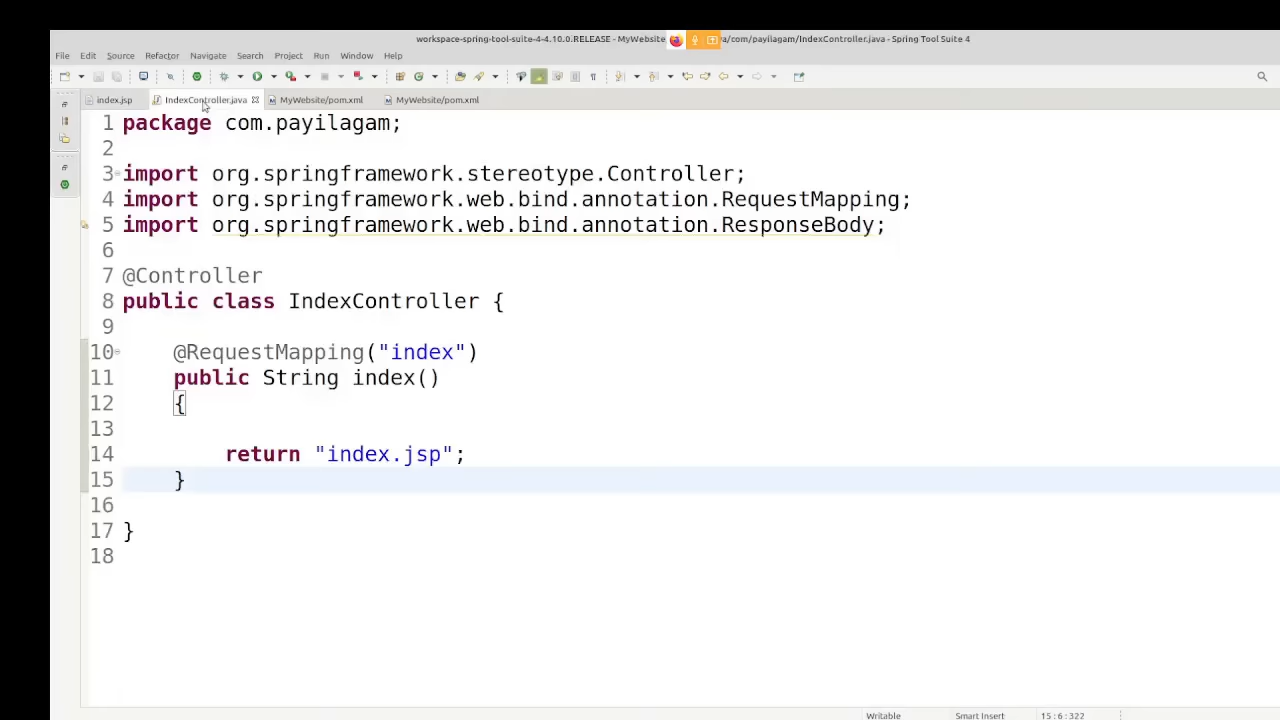 workspace-spring-tool-suite-4-4.10.0.RELEASE - MyWebsite va/com/payilagam/IndexController.java - Spring Tool Suite 4
File Edit Source Refactor Navigate Search Project Run Window Help
index.jsp IndexController.java MyWebsite/pom.xml MyWebsite/pom.xml
1 package com.payilagam;
2
3 import org.springframework.stereotype.Controller;
4 import org.springframework.web.bind.annotation.RequestMapping;
5 import org.springframework.web.bind.annotation.ResponseBody;
6
7 @Controller
8 public class IndexController {
9
10 @RequestMapping("index")
11 public String index()
12 {
13
14 return "index.jsp";
15 }
16
17 }
18
Writable Smart Insert 15 : 6 : 322